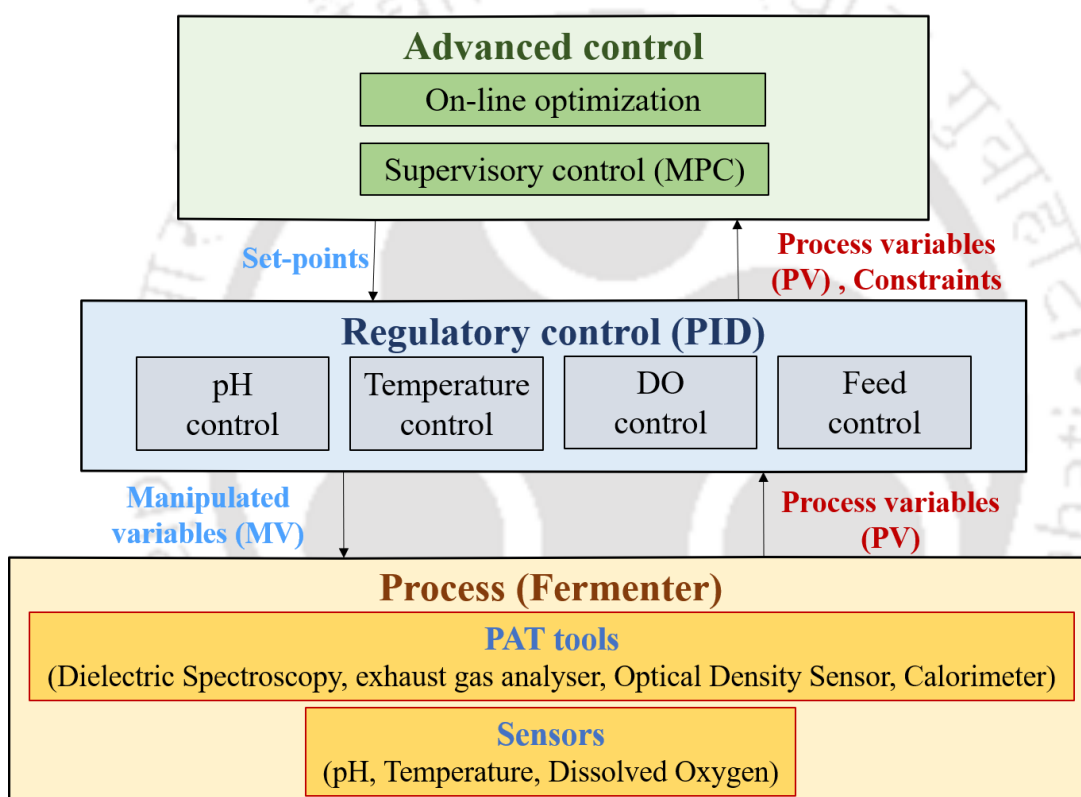 Advanced control
On-line optimization
Supervisory control (MPC)
Set-points
Process variables
(PV) , Constraints
Regulatory control (PID)
pH
control
Temperature
control
DO
control
Feed
control
Manipulated
variables (MV)
Process variables
(PV)
Process (Fermenter)
PAT tools
(Dielectric Spectroscopy, exhaust gas analyser, Optical Density Sensor, Calorimeter)
Sensors
(pH, Temperature, Dissolved Oxygen)